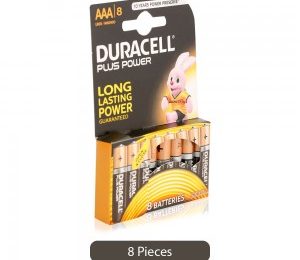 AAA 8
DURACELL
PLUS POWER
LONG
LASTING
POWER
GUARANTEED
8 BATTERIES
8 Pieces